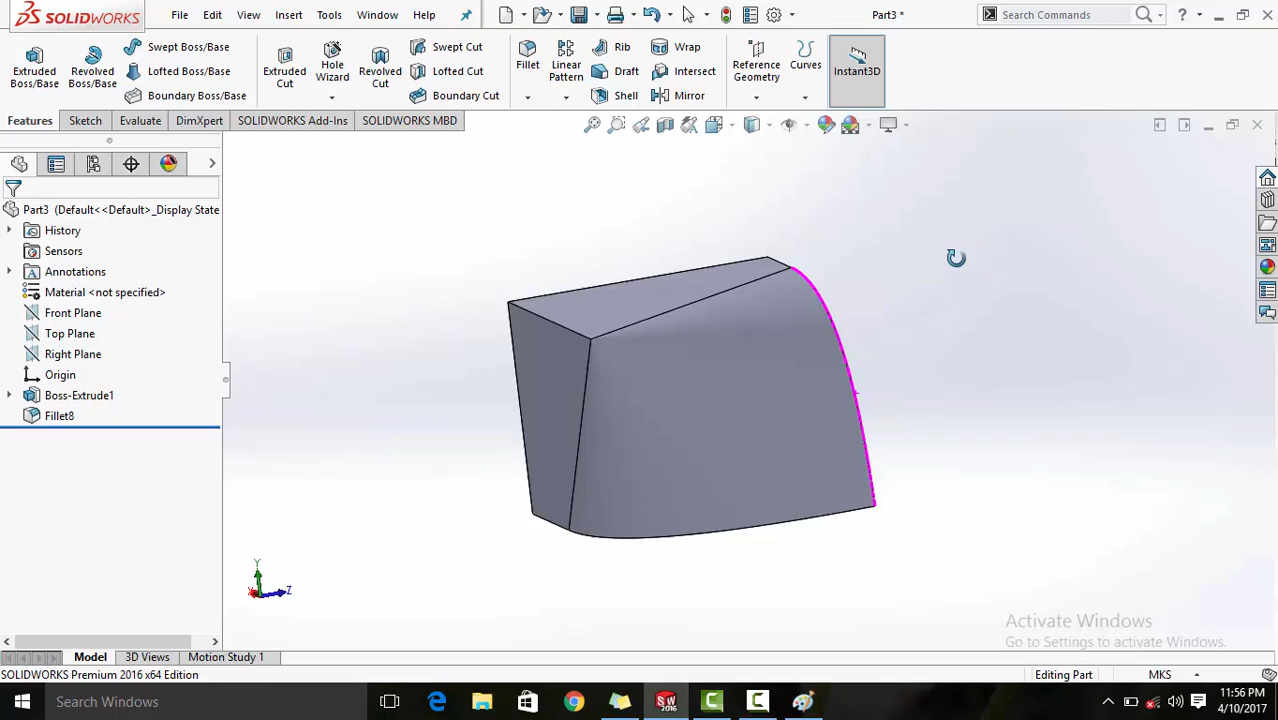 SOLIDWORKS File Edit View Insert Tools Window Help Part3 * Search Commands
Extruded Boss/Base
Revolved Boss/Base
Swept Boss/Base
Lofted Boss/Base
Boundary Boss/Base
Extruded Cut
Hole Wizard
Revolved Cut
Swept Cut
Lofted Cut
Boundary Cut
Fillet
Linear Pattern
Rib
Draft
Shell
Wrap
Intersect
Mirror
Reference Geometry
Curves
Instant3D
Features Sketch Evaluate DimXpert SOLIDWORKS Add-Ins SOLIDWORKS MBD
Part3 (Default<<Default>_Display State
History
Sensors
Annotations
Material <not specified>
Front Plane
Top Plane
Right Plane
Origin
Boss-Extrude1
Fillet8
Y
X
Z
Activate Windows
Go to Settings to activate Windows.
Model 3D Views Motion Study 1
SOLIDWORKS Premium 2016 x64 Edition Editing Part MKS
Search Windows
SW
2016
11:56 PM
4/10/2017